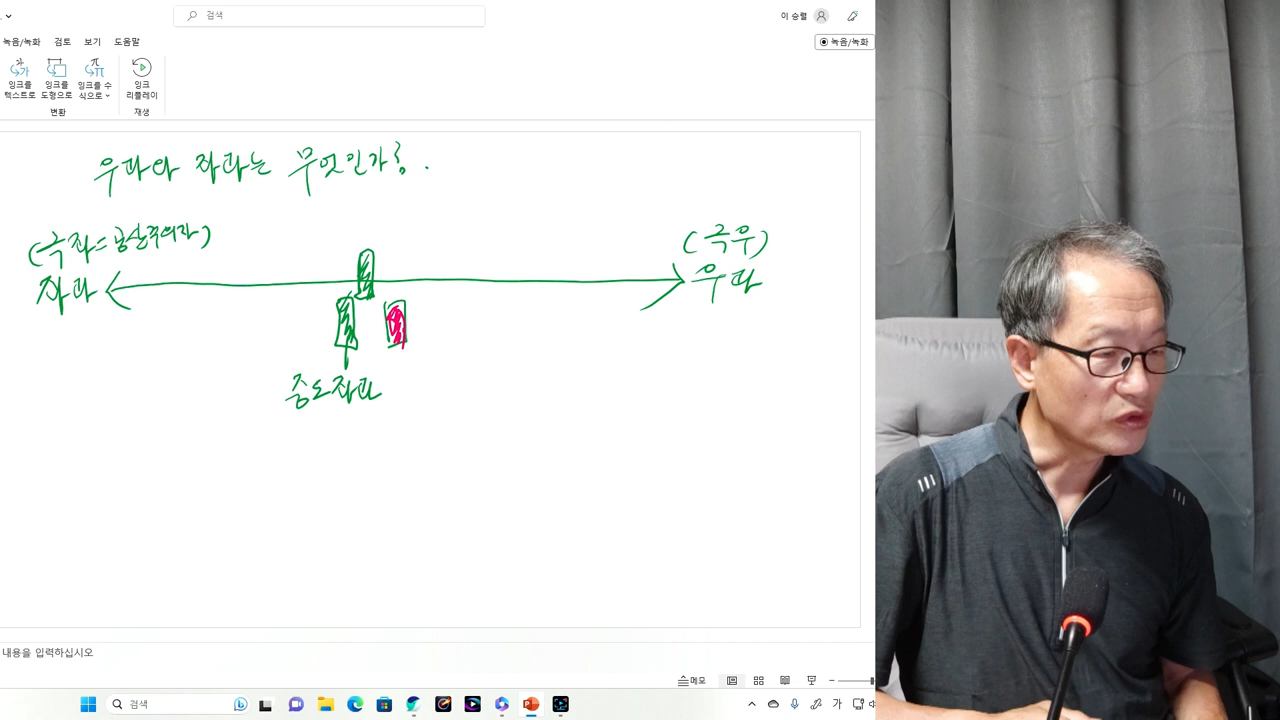 검색
이 승렬
녹음/녹화 검토 보기 도움말
녹음/녹화
잉크를 텍스트로
잉크를 도형으로
잉크를 수식으로
잉크 리플레이
변환
재생
우파와 좌파는 무엇인가?
(극좌=공산주의자)
(극우)
좌파
우파
중도좌파
내용을 입력하십시오
메모
검색
가